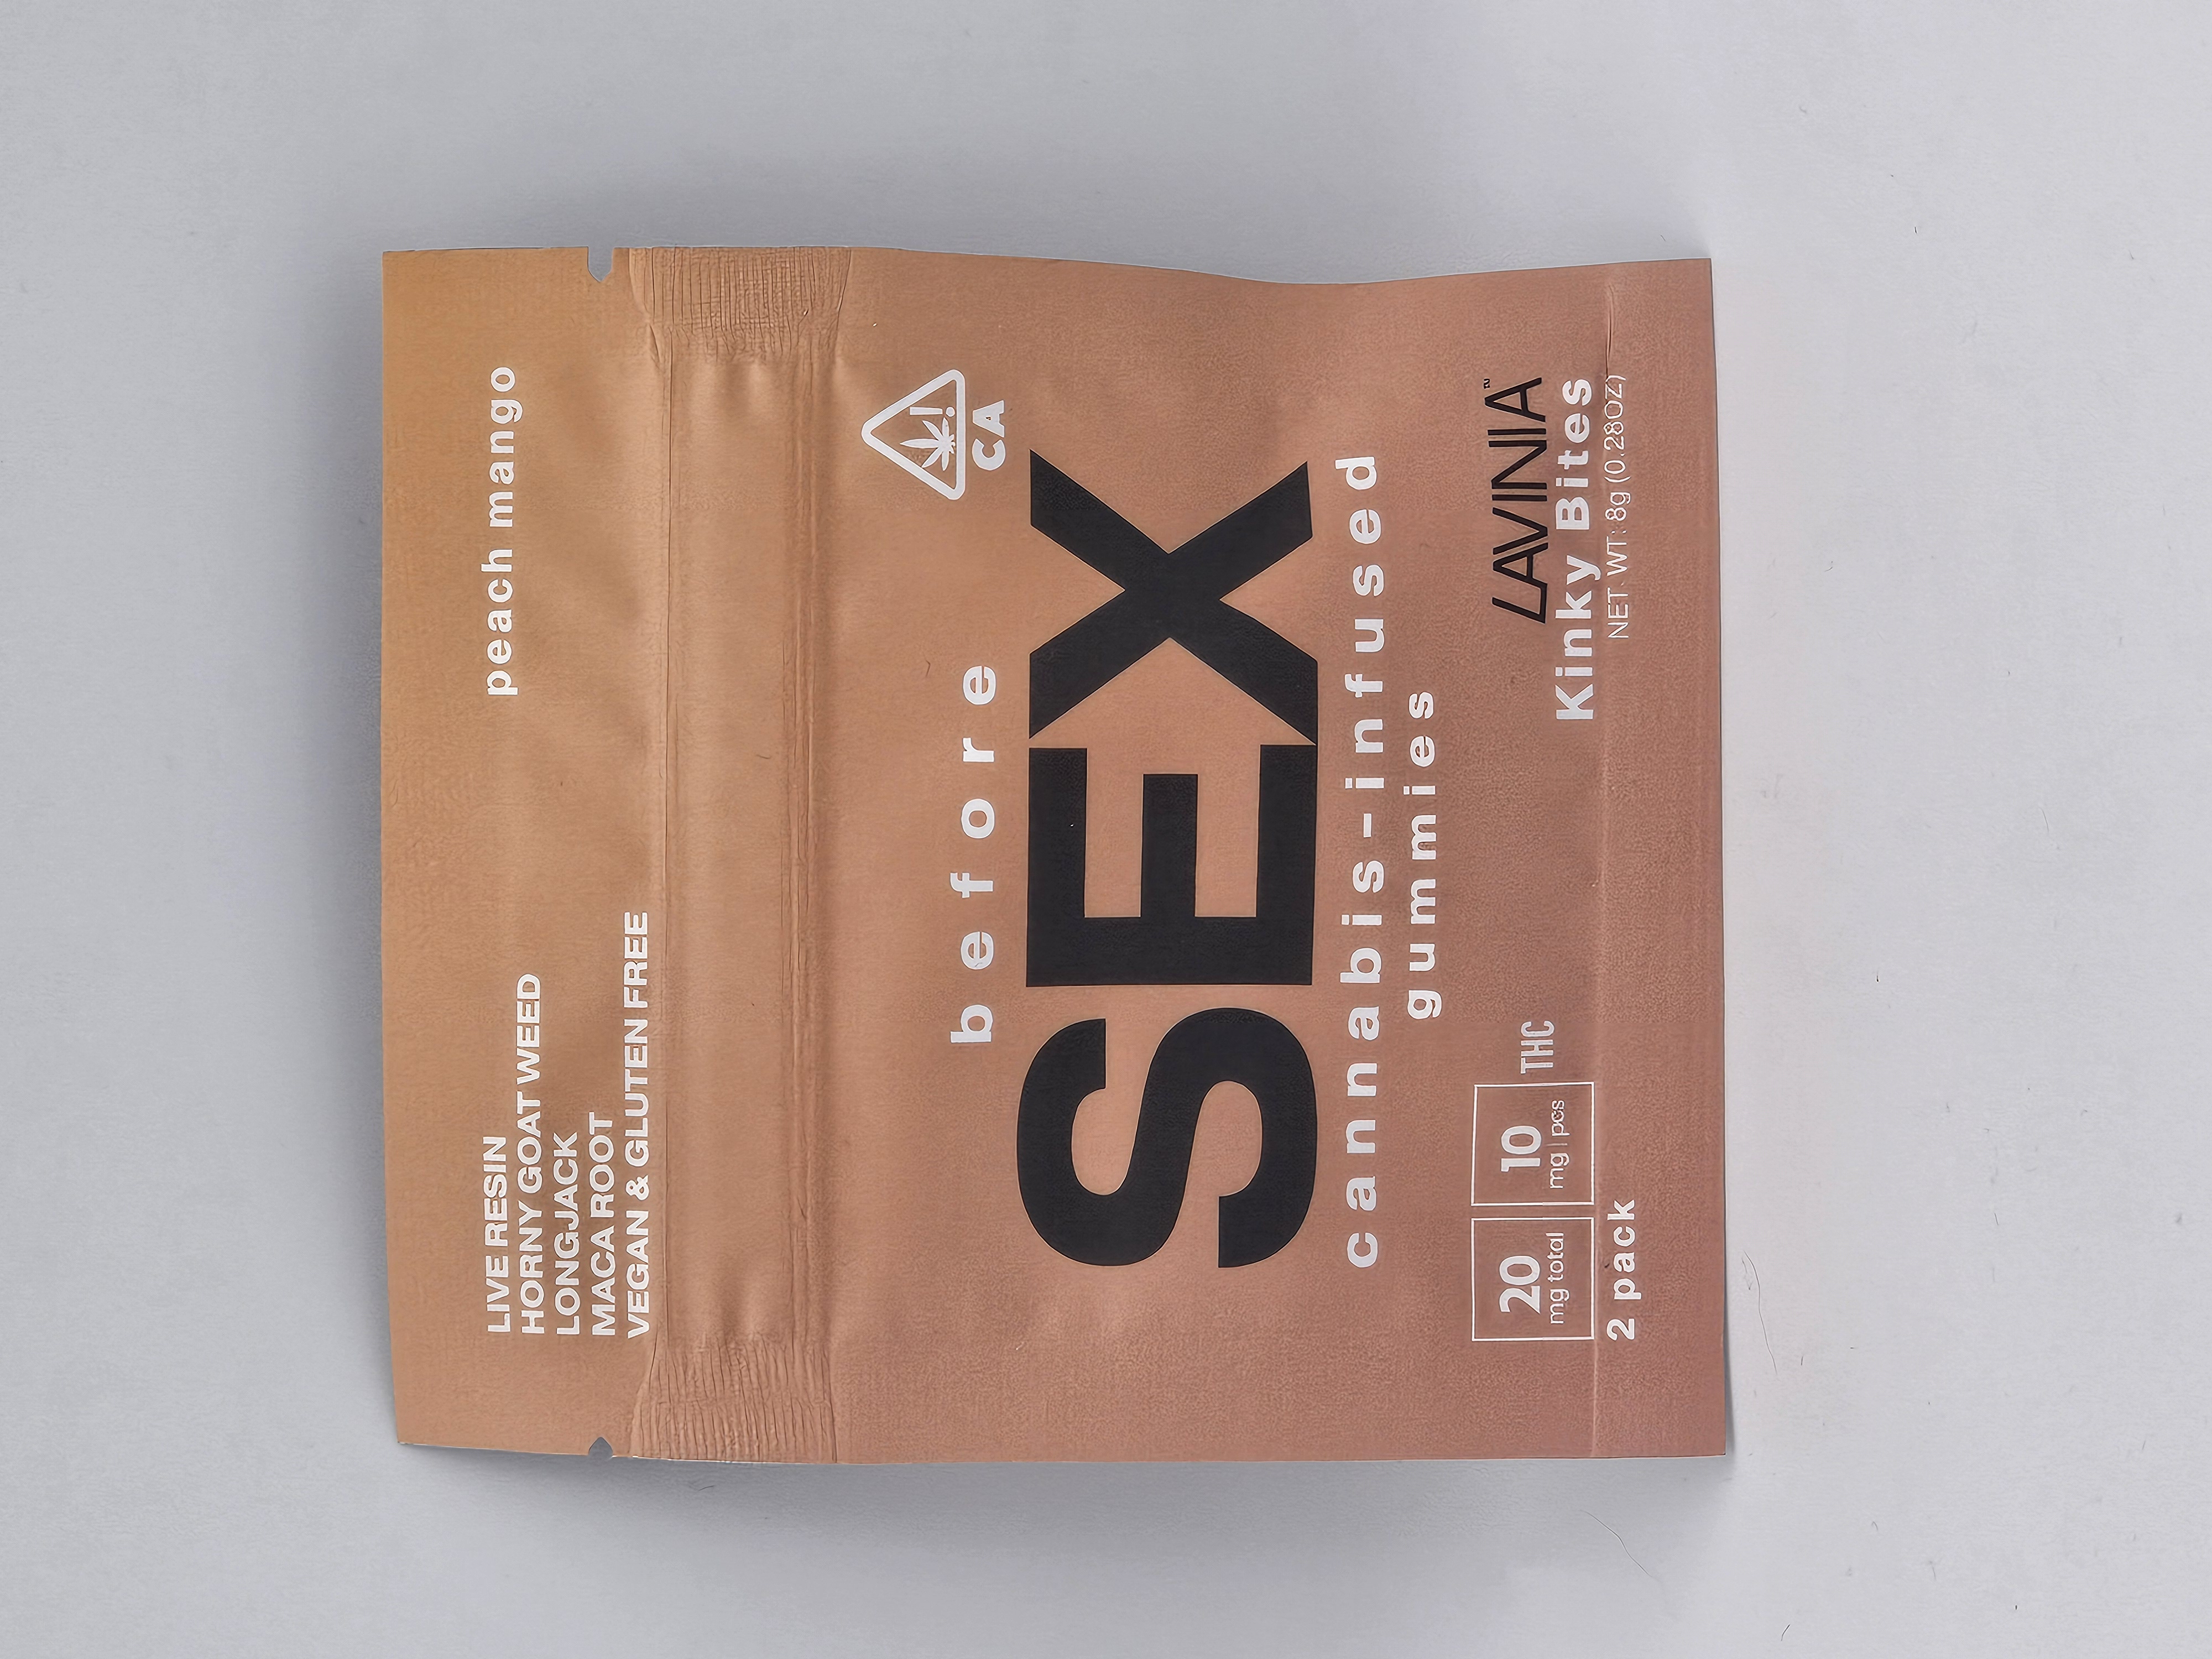 LIVE RESIN
HORNY GOAT WEED
LONGJACK
MACA ROOT
VEGAN & GLUTEN FREE
peach mango
CA
before
SEX
cannabis-infused
gummies
20
mg total
10
mg | pcs
THC
2 pack
LAVINIA™
Kinky Bites
NET WT: 8g (0.28OZ)